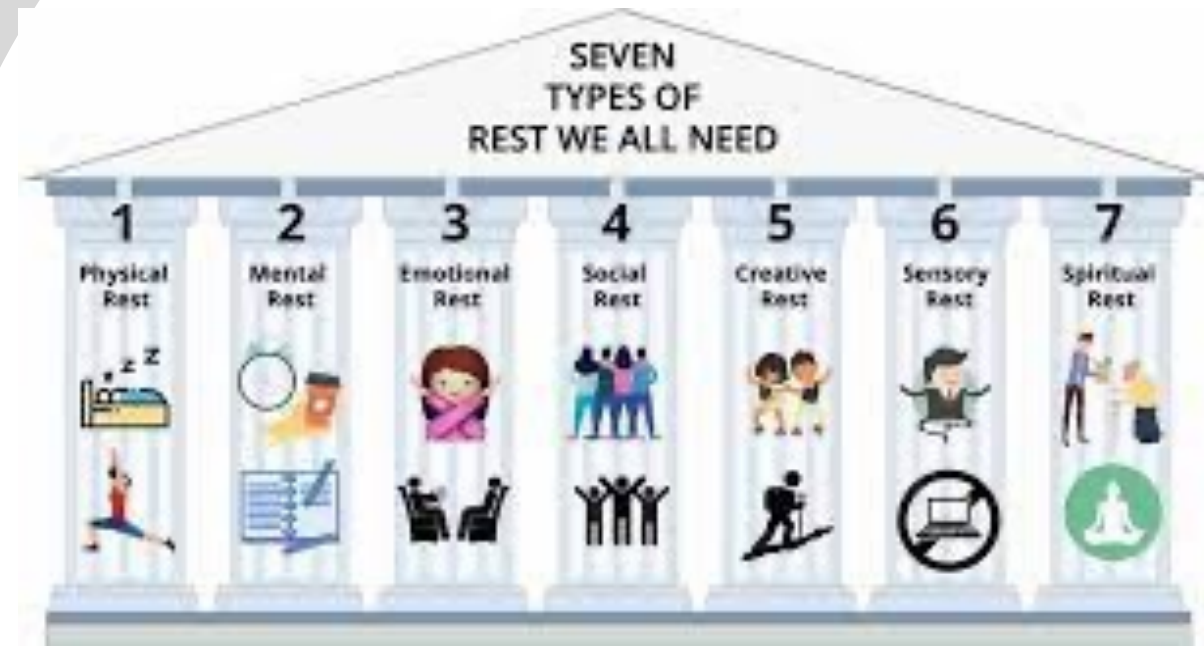 SEVEN
TYPES OF
REST WE ALL NEED
1
Physical
Rest
2
Mental
Rest
3
Emotional
Rest
4
Social
Rest
5
Creative
Rest
6
Sensory
Rest
7
Spiritual
Rest
z z Z